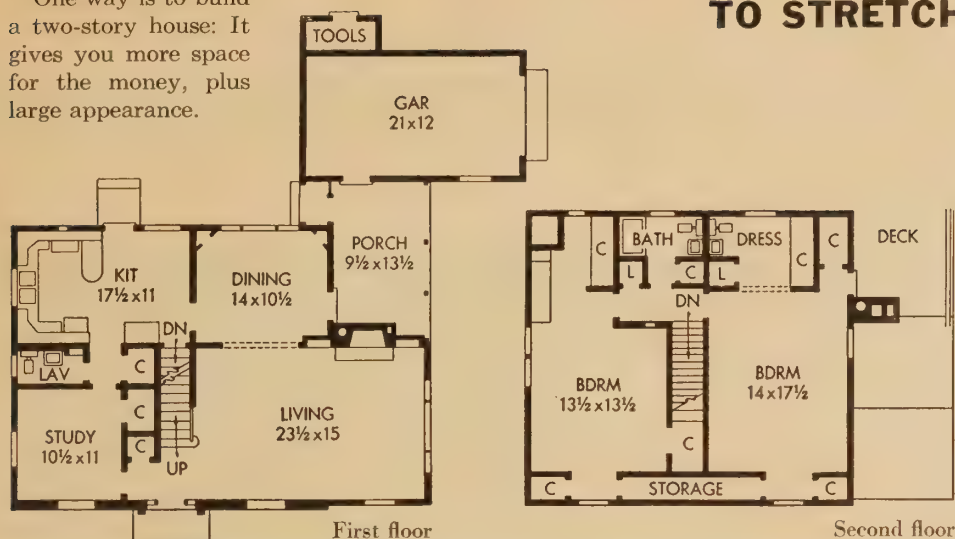 One way is to build
a two-story house: It
gives you more space
for the money, plus
large appearance.
TO STRETCH
TOOLS
GAR
21x12
PORCH
9½x13½
KIT
17½x11
DINING
14x10½
DN
LAV
C
C
C
STUDY
10½x11
UP
LIVING
23½x15
First floor
C
BATH
L
C
DRESS
L
C
C
DECK
DN
BDRM
13½x13½
BDRM
14x17½
C
C
STORAGE
C
Second floor